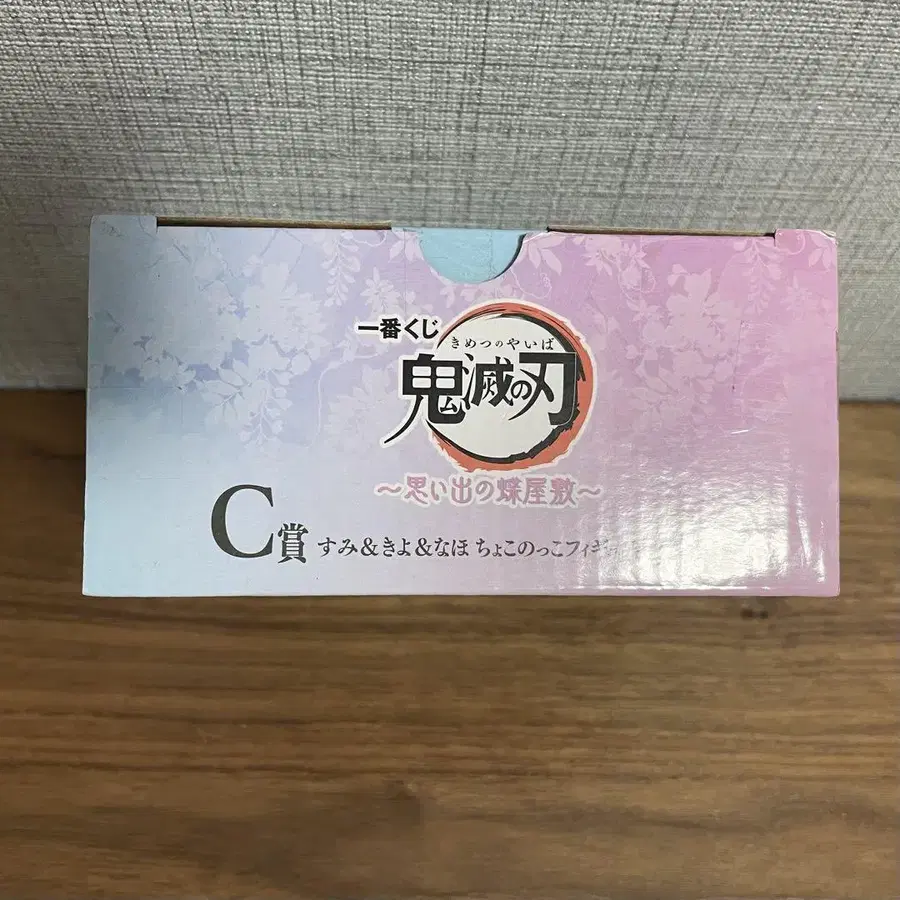 一番くじ
きめつのやいば
鬼滅の刃
～思い出の蝶屋敷～
C賞 すみ＆きよ＆なほ ちょこのっこフィギュ